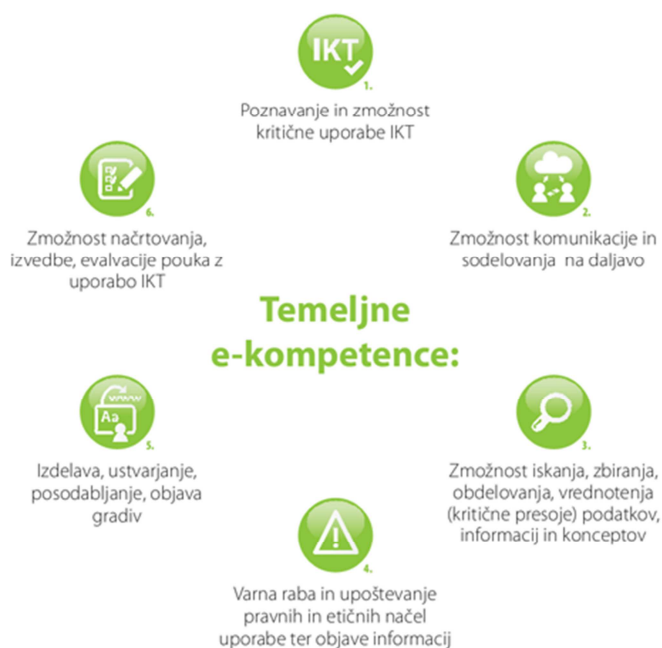 IKT
1.
Poznavanje in zmožnost
kritične uporabe IKT
2.
Zmožnost komunikacije in
sodelovanja na daljavo
3.
Zmožnost iskanja, zbiranja,
obdelovanja, vrednotenja
(kritične presoje) podatkov,
informacij in konceptov
4.
Varna raba in upoštevanje
pravnih in etičnih načel
uporabe ter objave informacij
www
Aa
5.
Izdelava, ustvarjanje,
posodabljanje, objava
gradiv
6.
Zmožnost načrtovanja,
izvedbe, evalvacije pouka z
uporabo IKT
Temeljne
e-kompetence: